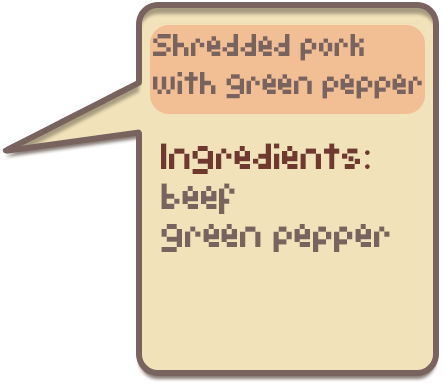 Shredded pork
with green pepper
Ingredients:
beef
green pepper